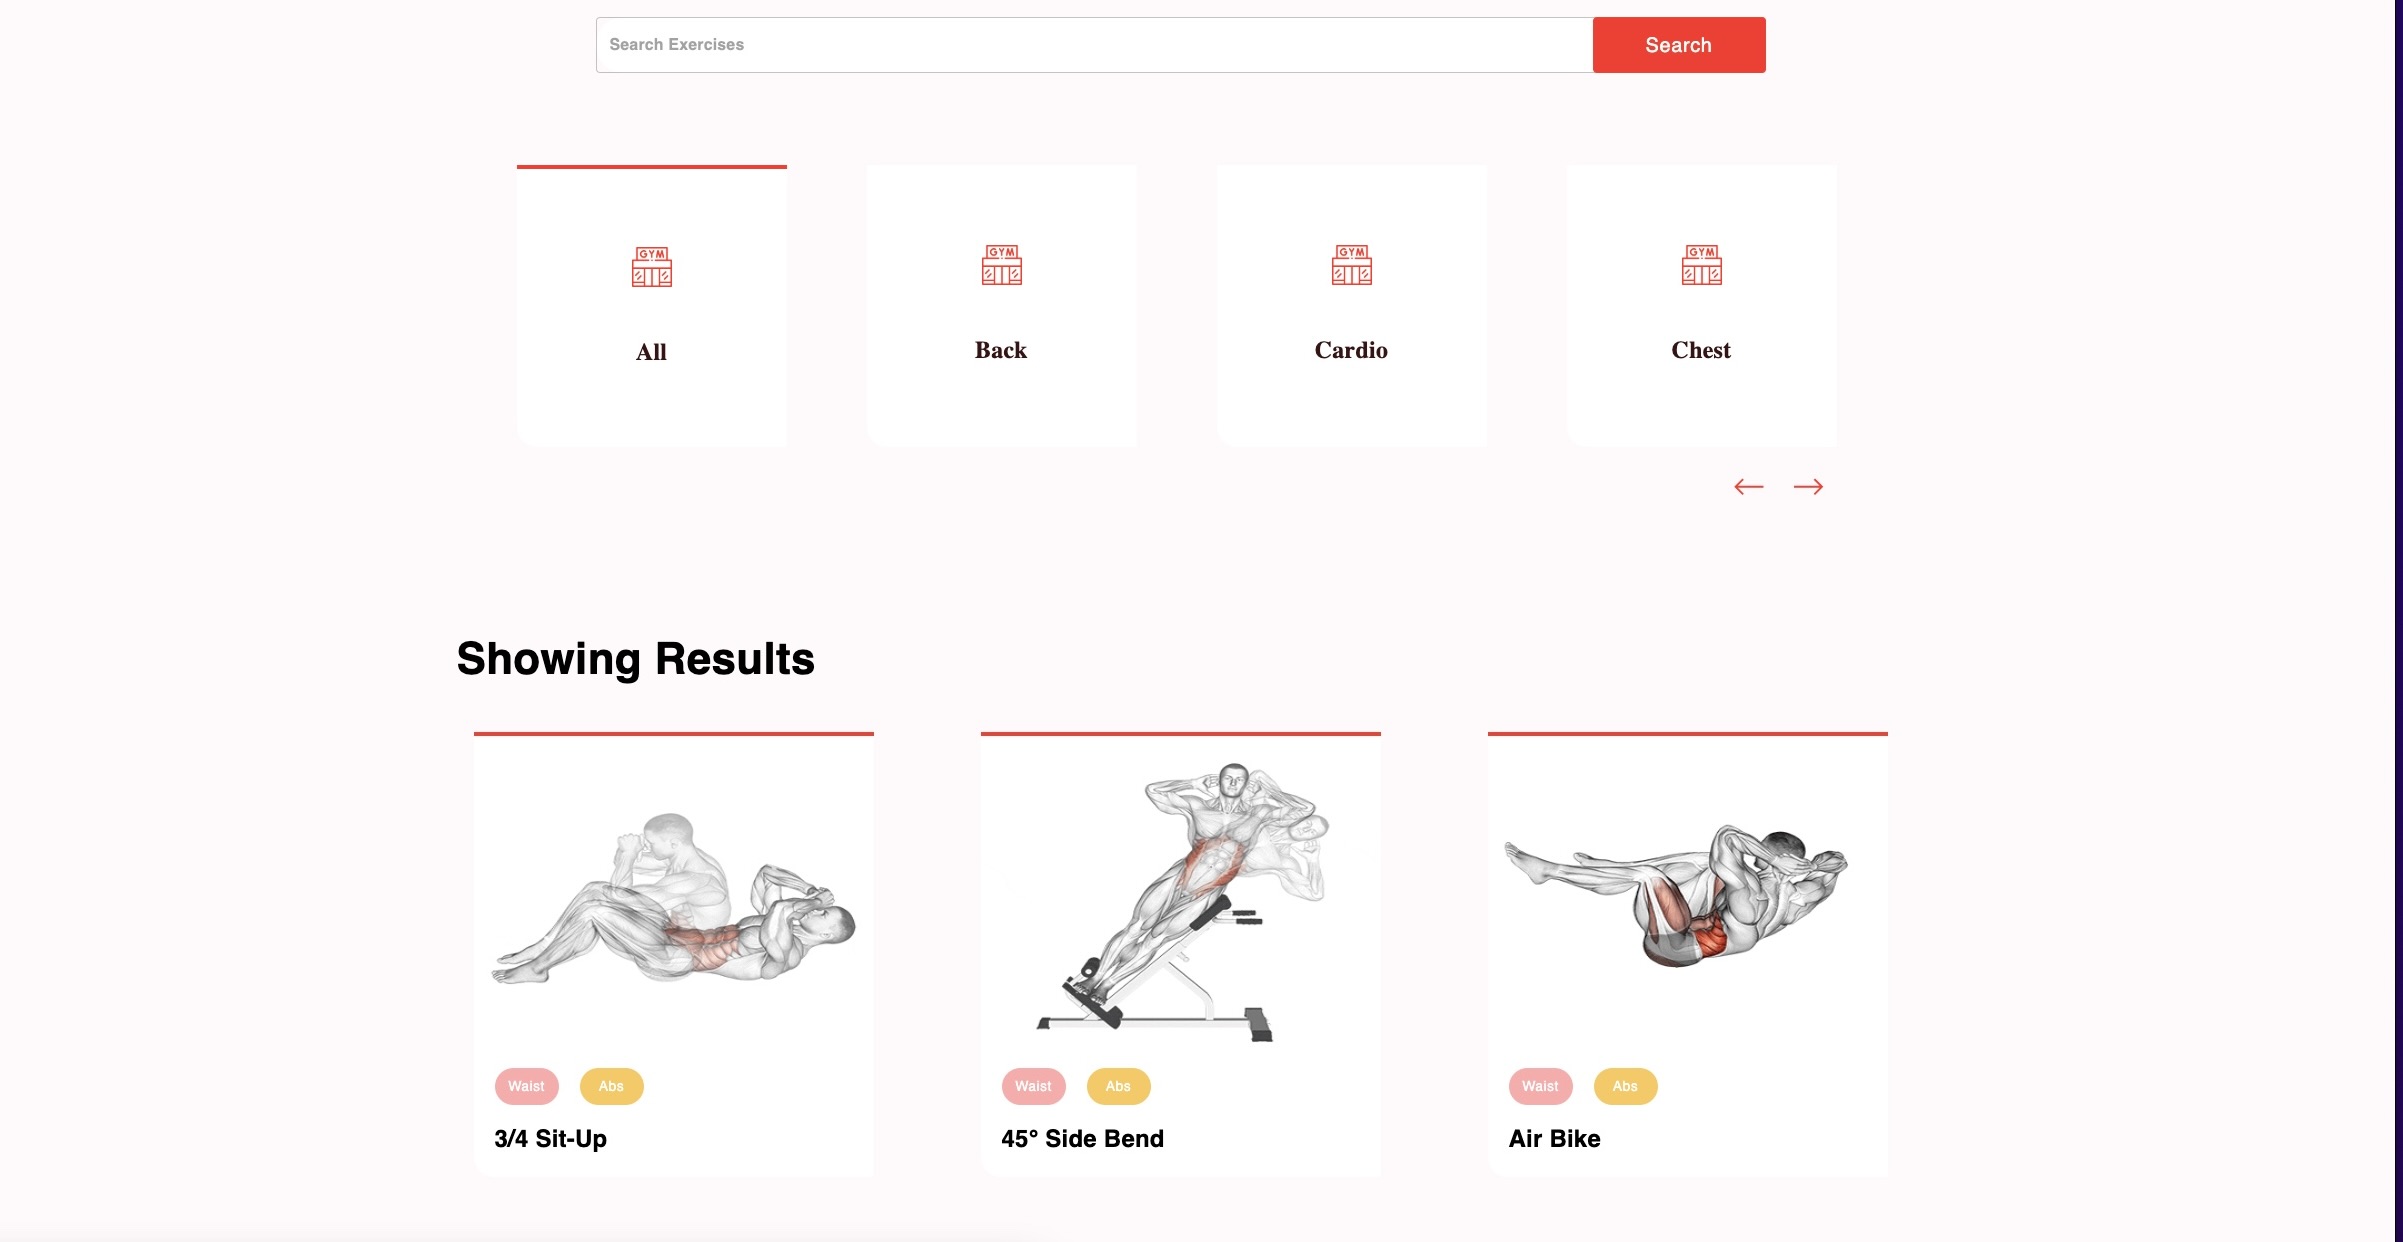 Search Exercises
Search
GYM
GYM
GYM
GYM
All
Back
Cardio
Chest
Showing Results
Waist
Abs
Waist
Abs
Waist
Abs
3/4 Sit-Up
45° Side Bend
Air Bike